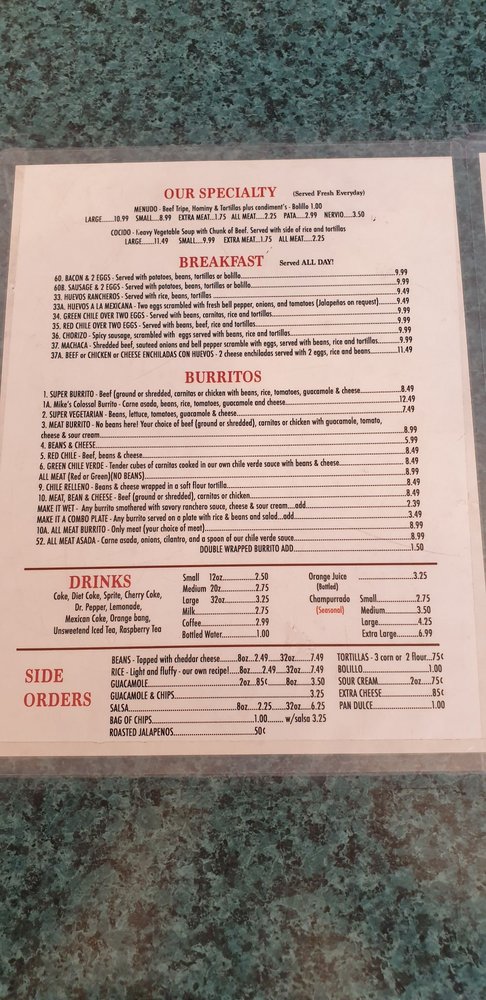 OUR SPECIALTY (Served Fresh Everyday)
MENUDO - Beef Tripe, Hominy & Tortillas plus condiment's - Bolillo 1.00
LARGE......10.99 SMALL....8.99 EXTRA MEAT...1.75 ALL MEAT.....2.25 PATA.....2.99 NERVIO....3.50
COCIDO - Heavy Vegetable Soup with Chunk of Beef. Served with side of rice and tortillas
LARGE......11.49 SMALL....9.99 EXTRA MEAT...1.75 ALL MEAT....2.25
BREAKFAST Served ALL DAY!
60. BACON & 2 EGGS - Served with potatoes, beans, tortillas or bolillo....9.99
60B. SAUSAGE & 2 EGGS - Served with potatoes, beans, tortillas or bolillo....9.99
33. HUEVOS RANCHEROS - Served with rice, beans, tortillas....9.49
33A. HUEVOS A LA MEXICANA - Two eggs scrambled with fresh bell pepper, onions, and tomatoes (Jalapeños on request)....9.49
34. GREEN CHILE OVER TWO EGGS - Served with beans, carnitas, rice and tortillas....9.99
35. RED CHILE OVER TWO EGGS - Served with beans, beef, rice and tortillas....9.99
36. CHORIZO - Spicy sausage, scrambled with eggs served with beans, rice and tortillas....9.99
37. MACHACA - Shredded beef, sauteed onions and bell pepper scramble with eggs, served with beans, rice and tortillas....9.99
37A. BEEF or CHICKEN or CHEESE ENCHILADAS CON HUEVOS - 2 cheese enchiladas served with 2 eggs, rice and beans....11.49
BURRITOS
1. SUPER BURRITO - Beef (ground or shredded, carnitas or chicken with beans, rice, tomatoes, guacamole & cheese....8.49
1A. Mike's Colossal Burrito - Carne asada, beans, rice, tomatoes, guacamole and cheese....12.49
2. SUPER VEGETARIAN - Beans, lettuce, tomatoes, guacamole & cheese....7.49
3. MEAT BURRITO - No beans here! Your choice of beef (ground or shredded), carnitas or chicken with guacamole, tomato,
cheese & sour cream....8.99
4. BEANS & CHEESE....5.99
5. RED CHILE - Beef, beans & cheese....8.49
6. GREEN CHILE VERDE - Tender cubes of carnitas cooked in our own chile verde sauce with beans & cheese....8.49
ALL MEAT (Red or Green)(NO BEANS)....8.99
9. CHILE RELLENO - Beans & cheese wrapped in a soft flour tortilla....8.49
10. MEAT, BEAN & CHEESE - Beef (ground or shredded), carnitas or chicken....8.49
MAKE IT WET - Any burrito smothered with savory ranchero sauce, cheese & sour cream....add....2.39
MAKE IT A COMBO PLATE - Any burrito served on a plate with rice & beans and salad...add....3.49
10A. ALL MEAT BURRITO - Only meat (your choice of meat)....8.99
52. ALL MEAT ASADA - Carne asada, onions, cilantro, and a spoon of our chile verde sauce....8.99
DOUBLE WRAPPED BURRITO ADD....1.50
DRINKS
Coke, Diet Coke, Sprite, Cherry Coke,
Dr. Pepper, Lemonade,
Mexican Coke, Orange bang,
Unsweetend Iced Tea, Raspberry Tea
Small 12oz....2.50
Medium 20z....2.75
Large 32oz....3.25
Milk....2.75
Coffee....2.99
Bottled Water....1.00
Orange Juice ....3.25
(Bottled)
Champurrado Small....2.75
(Seasonal) Medium....3.50
Large....4.25
Extra Large....6.99
SIDE
ORDERS
BEANS - Topped with cheddar cheese....8oz...2.49....32oz....7.49
RICE - Light and fluffy - our own recipe!....8oz...2.49....32oz....7.49
GUACAMOLE....2oz .85¢....8oz....3.50
GUACAMOLE & CHIPS....3.25
SALSA....8oz....2.25....32oz....6.25
BAG OF CHIPS....1.00.... w/salsa 3.25
ROASTED JALAPENOS....50¢
TORTILLAS - 3 corn or 2 flour...75¢
BOLILLO....1.00
SOUR CREAM....2oz....75¢
EXTRA CHEESE....85¢
PAN DULCE....1.00